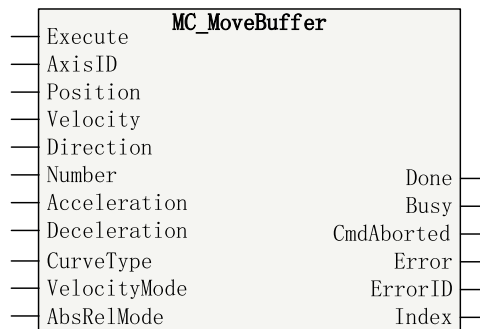 MC_MoveBuffer
Execute
AxisID
Position
Velocity
Direction
Number
Acceleration
Deceleration
CurveType
VelocityMode
AbsRelMode
Done
Busy
CmdAborted
Error
ErrorID
Index